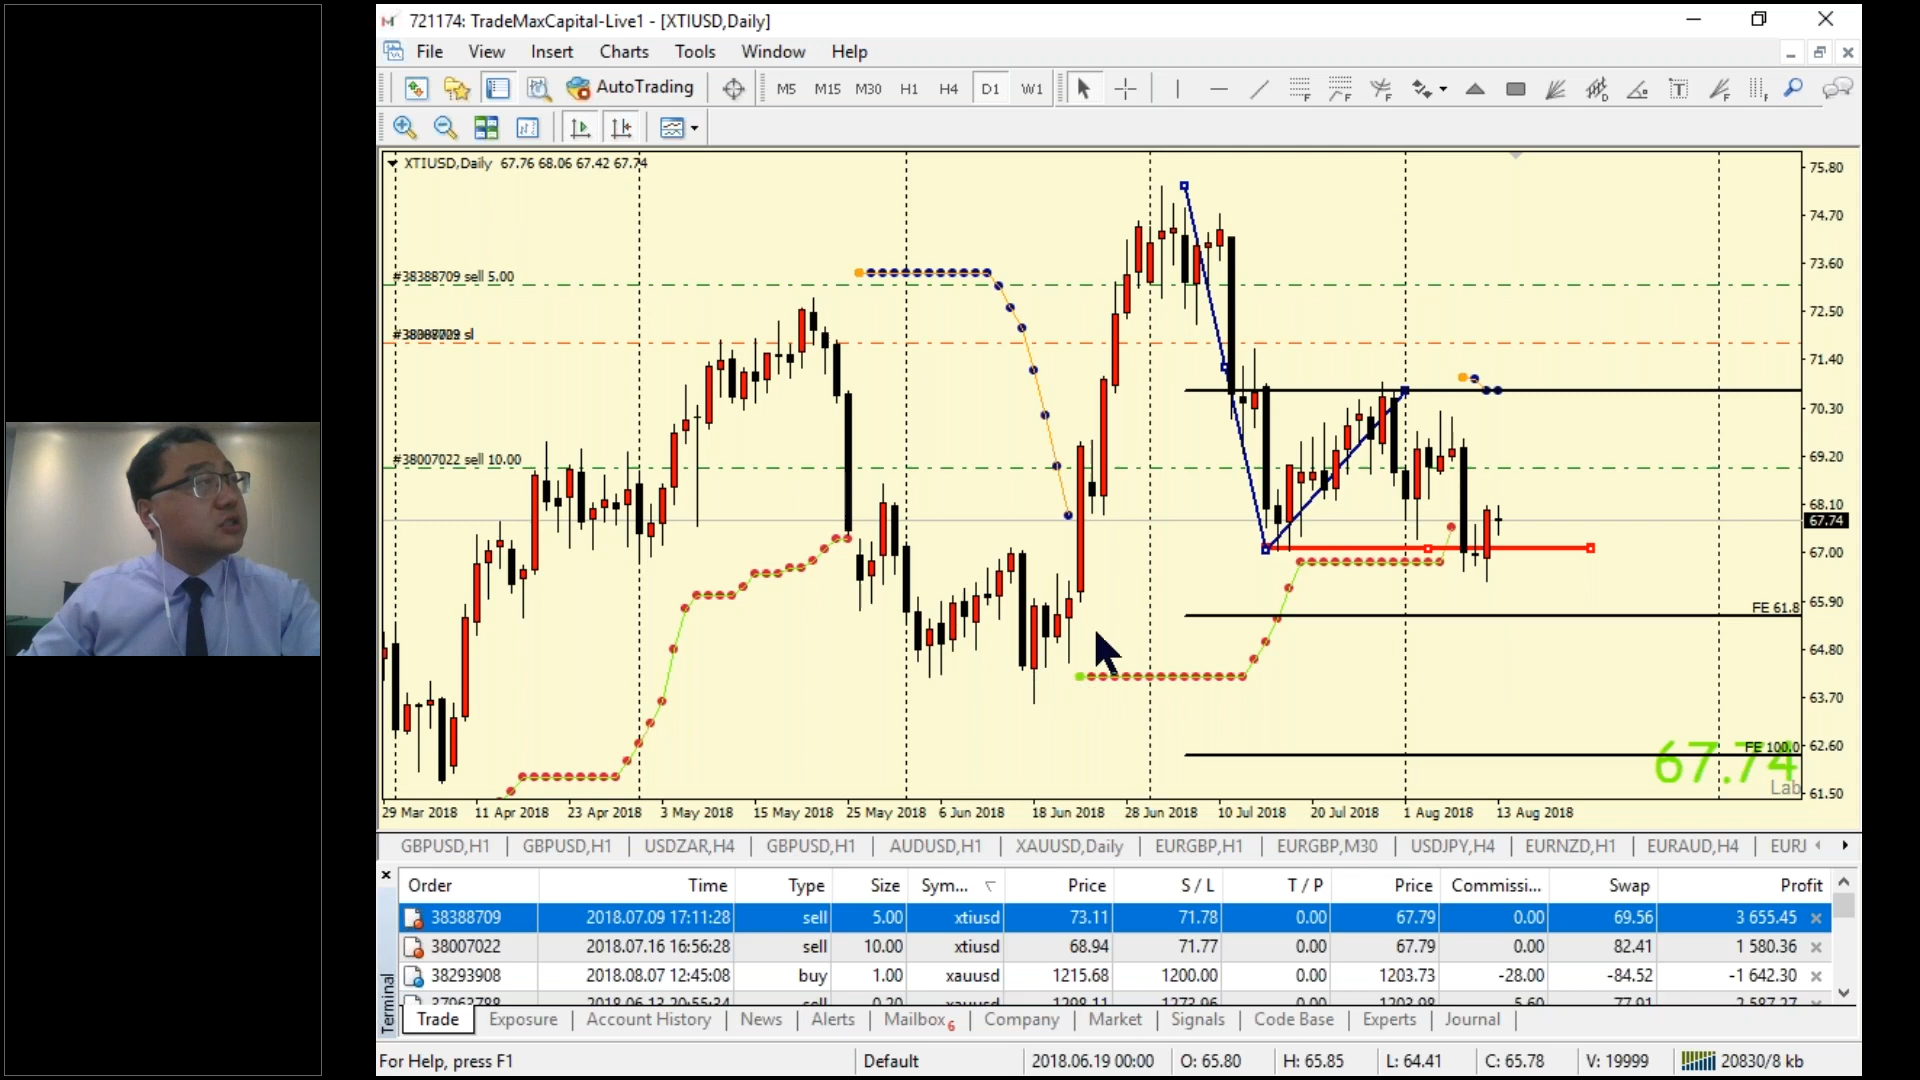 721174: TradeMaxCapital-Live1 - [XTIUSD,Daily]
File View Insert Charts Tools Window Help
AutoTrading M5 M15 M30 H1 H4 D1 W1
XTIUSD,Daily 67.76 68.06 67.42 67.74
75.80
74.70
#38388709 sell 5.00
73.60
72.50
sl
71.40
70.30
#38007022 sell 10.00
69.20
68.10
67.74
67.00
65.90
FE 61.8
64.80
63.70
62.60
FE 100.0
67.74
Lab
61.50
29 Mar 2018 11 Apr 2018 23 Apr 2018 3 May 2018 15 May 2018 25 May 2018 6 Jun 2018 18 Jun 2018 28 Jun 2018 10 Jul 2018 20 Jul 2018 1 Aug 2018 13 Aug 2018
GBPUSD,H1 GBPUSD,H1 USDZAR,H4 GBPUSD,H1 AUDUSD,H1 XAUUSD,Daily EURGBP,H1 EURGBP,M30 USDJPY,H4 EURNZD,H1 EURAUD,H4 EURJ
Order Time Type Size Sym... Price S / L T / P Price Commissi... Swap Profit
38388709 2018.07.09 17:11:28 sell 5.00 xtiusd 73.11 71.78 0.00 67.79 0.00 69.56 3 655.45
38007022 2018.07.16 16:56:28 sell 10.00 xtiusd 68.94 71.77 0.00 67.79 0.00 82.41 1 580.36
38293908 2018.08.07 12:45:08 buy 1.00 xauusd 1215.68 1200.00 0.00 1203.73 -28.00 -84.52 -1 642.30
Terminal
Trade Exposure Account History News Alerts Mailbox 6 Company Market Signals Code Base Experts Journal
For Help, press F1 Default 2018.06.19 00:00 O: 65.80 H: 65.85 L: 64.41 C: 65.78 V: 19999 20830/8 kb